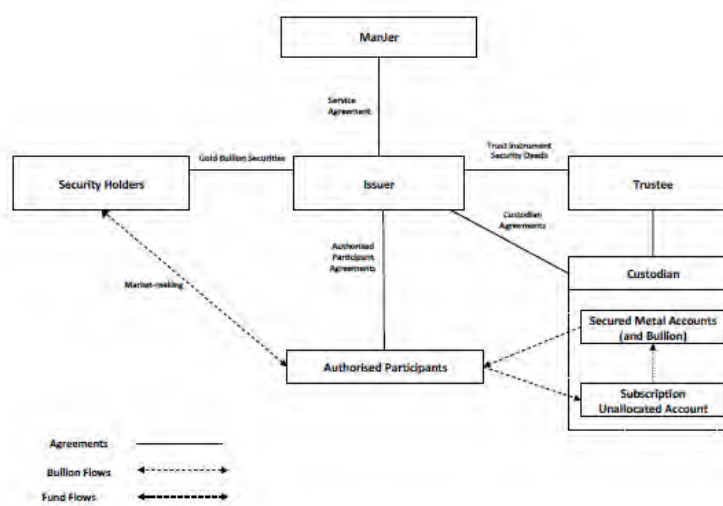 ManJer
Service
Agreement
Gold Bullion Securities
Trust Instrument
Security Deeds
Security Holders
Issuer
Trustee
Custodian
Agreements
Authorised
Participant
Agreements
Custodian
Market-making
Secured Metal Accounts
(and Bullion)
Authorised Participants
Subscription
Unallocated Account
Agreements
Bullion Flows
Fund Flows